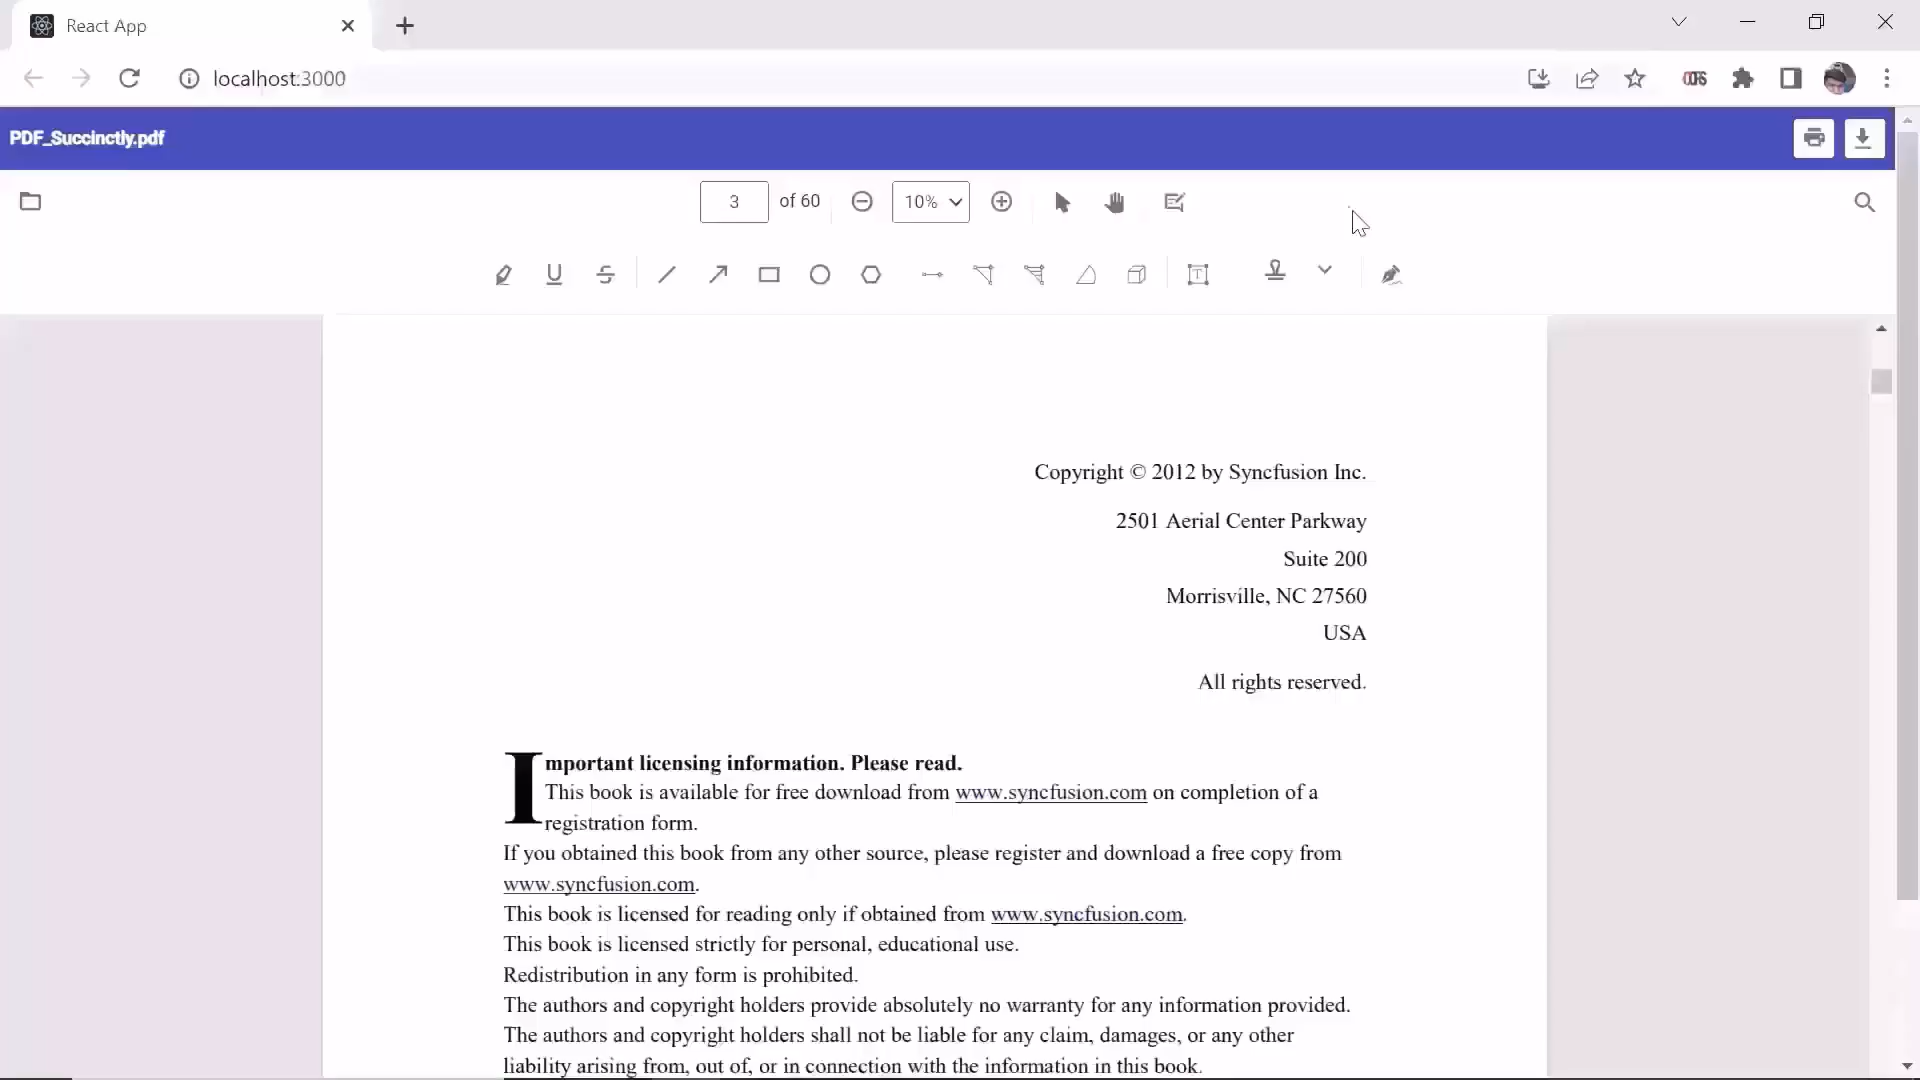 React App
localhost:3000
PDF_Succinctly.pdf
3 of 60 10%
Copyright © 2012 by Syncfusion Inc.
2501 Aerial Center Parkway
Suite 200
Morrisville, NC 27560
USA
All rights reserved.
Important licensing information. Please read.
This book is available for free download from www.syncfusion.com on completion of a
registration form.
If you obtained this book from any other source, please register and download a free copy from
www.syncfusion.com.
This book is licensed for reading only if obtained from www.syncfusion.com.
This book is licensed strictly for personal, educational use.
Redistribution in any form is prohibited.
The authors and copyright holders provide absolutely no warranty for any information provided.
The authors and copyright holders shall not be liable for any claim, damages, or any other
liability arising from, out of, or in connection with the information in this book.